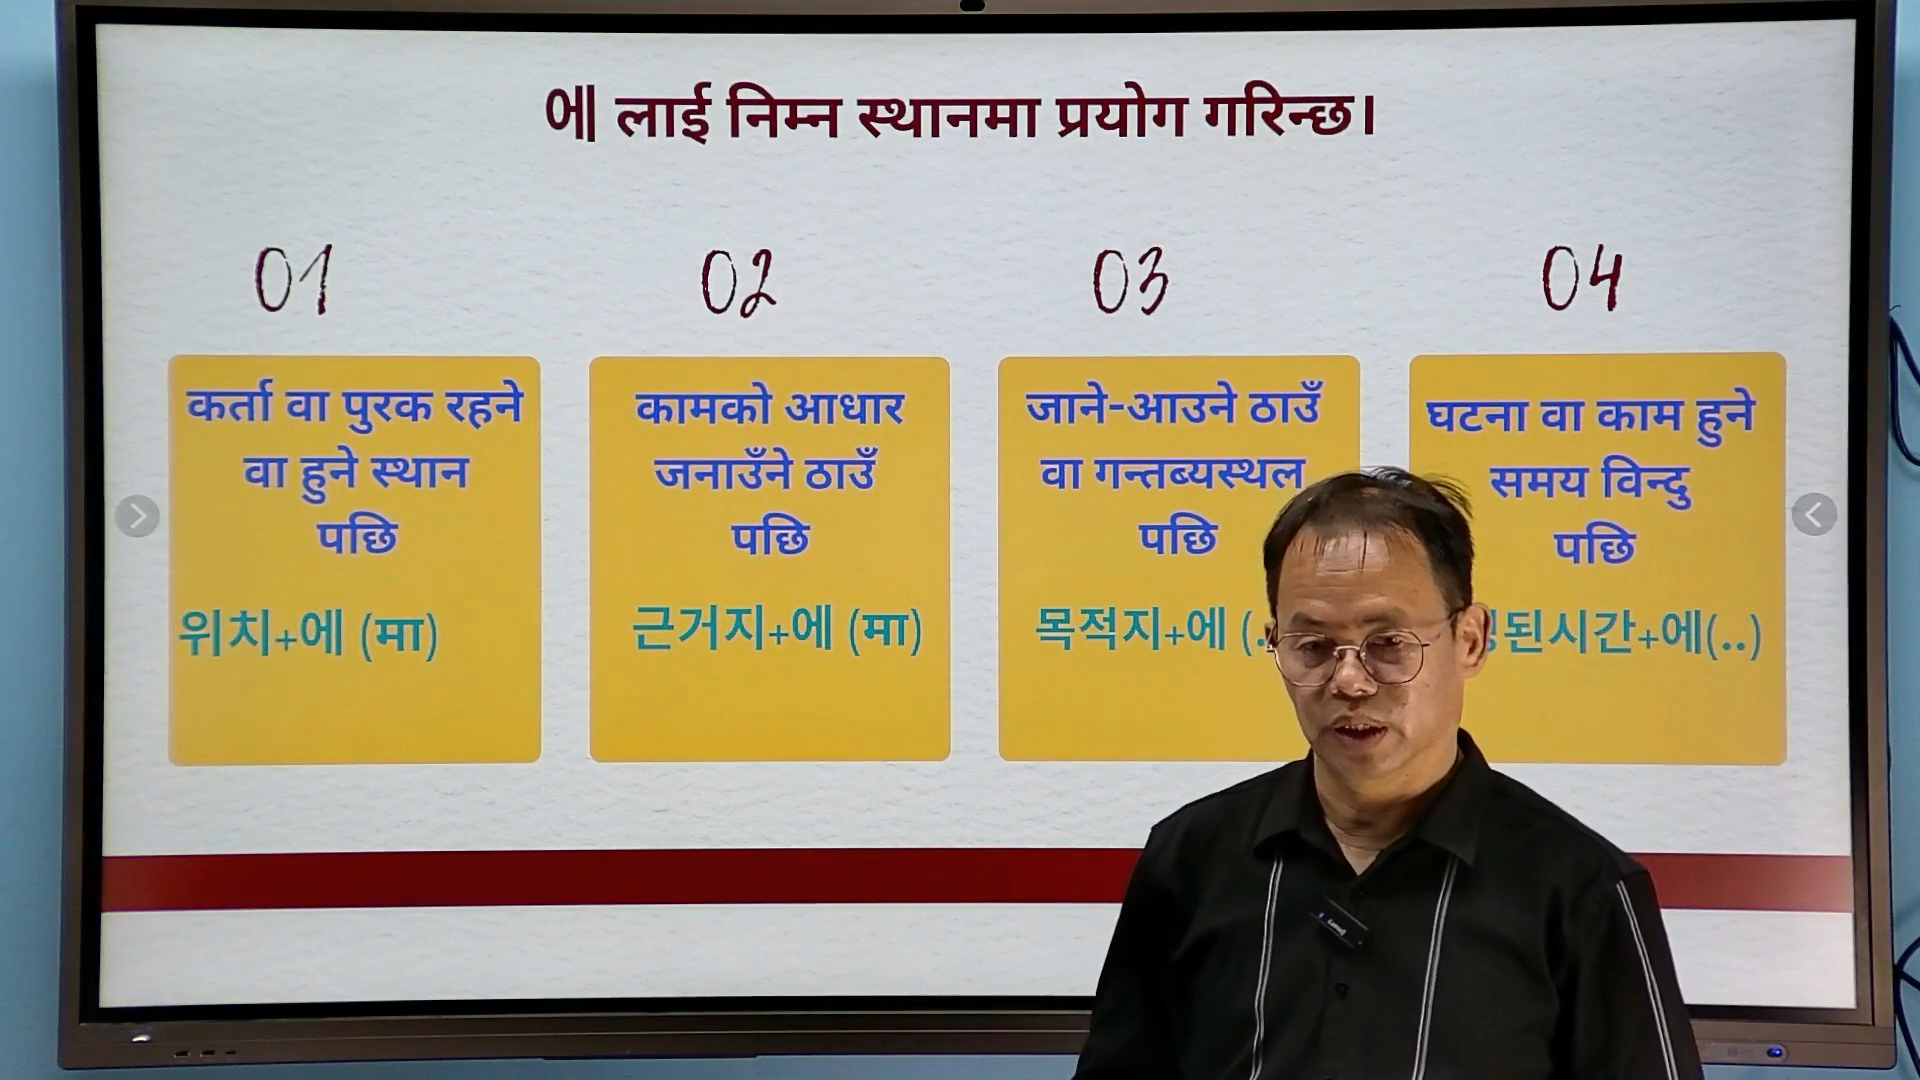 에 लाई निम्न स्थानमा प्रयोग गरिन्छ।
01
कर्ता वा पुरक रहने
वा हुने स्थान
पछि
위치+에 (मा)
02
कामको आधार
जनाउँने ठाउँ
पछि
근거지+에 (मा)
03
जाने-आउने ठाउँ
वा गन्तब्यस्थल
पछि
목적지+에
04
घटना वा काम हुने
समय विन्दु
पछि
된시간+에(..)